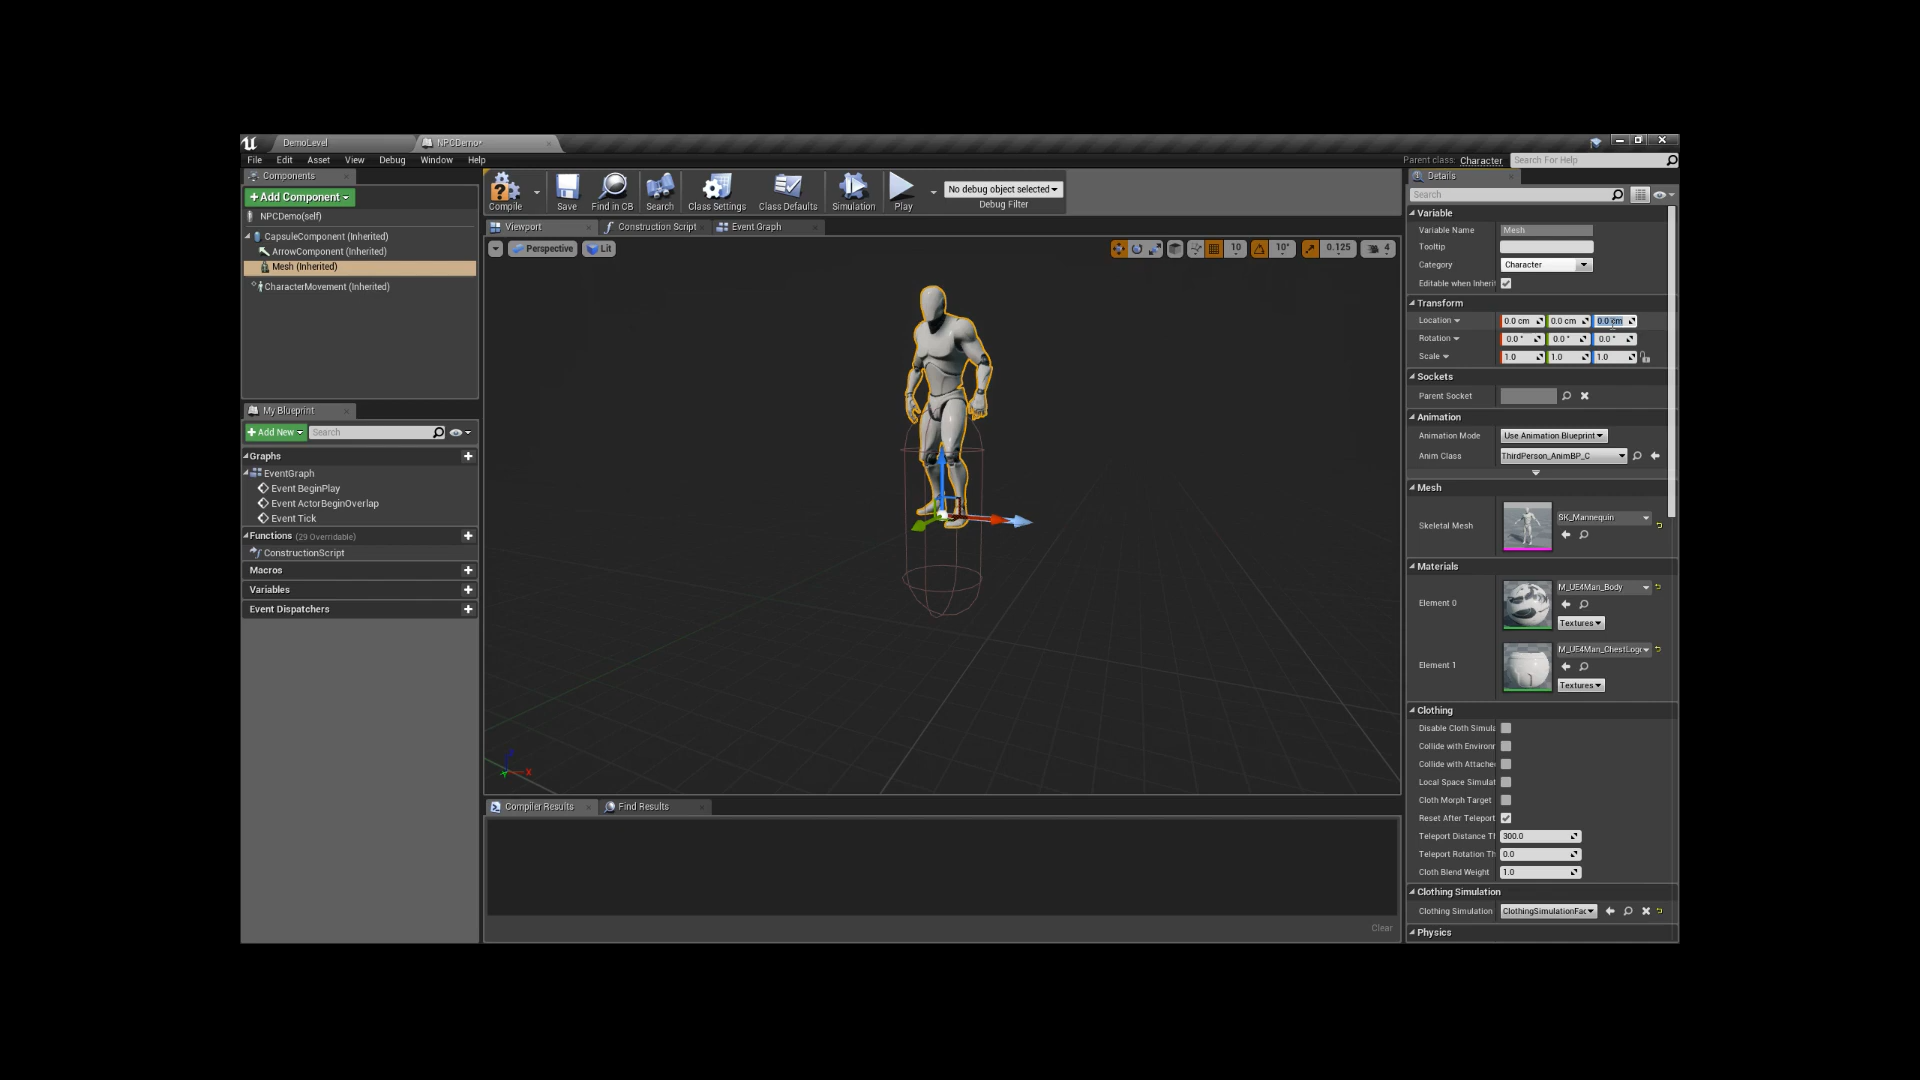 DemoLevel
NPCDemo*
File Edit Asset View Debug Window Help
Parent class: Character Search For Help
Components
+Add Component
NPCDemo(self)
CapsuleComponent (Inherited)
ArrowComponent (Inherited)
Mesh (Inherited)
CharacterMovement (Inherited)
My Blueprint
+Add New Search
Graphs
EventGraph
Event BeginPlay
Event ActorBeginOverlap
Event Tick
Functions (29 Overridable)
ConstructionScript
Macros
Variables
Event Dispatchers
Compile Save Find in CB Search Class Settings Class Defaults Simulation Play
No debug object selected
Debug Filter
Viewport Construction Script Event Graph
Perspective Lit
10 10° 0.125 4
X
Compiler Results Find Results
Clear
Details
Search
Variable
Variable Name Mesh
Tooltip
Category Character
Editable when Inherit
Transform
Location 0.0 cm 0.0 cm 0.0 cm
Rotation 0.0 ° 0.0 ° 0.0 °
Scale 1.0 1.0 1.0
Sockets
Parent Socket
Animation
Animation Mode Use Animation Blueprint
Anim Class ThirdPerson_AnimBP_C
Mesh
Skeletal Mesh SK_Mannequin
Materials
Element 0 M_UE4Man_Body
Textures
Element 1 M_UE4Man_ChestLogo
Textures
Clothing
Disable Cloth Simula
Collide with Environm
Collide with Attache
Local Space Simulat
Cloth Morph Target
Reset After Teleport
Teleport Distance Th 300.0
Teleport Rotation Th 0.0
Cloth Blend Weight 1.0
Clothing Simulation
Clothing Simulation ClothingSimulationFac
Physics